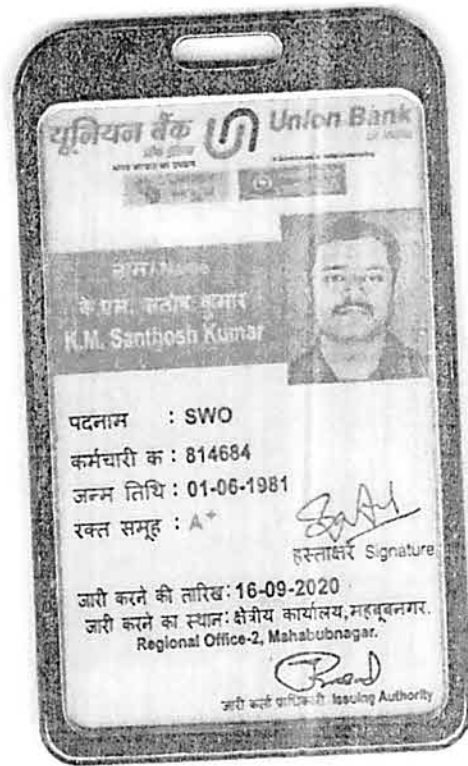 यूनियन बैंक
Union Bank
नाम/Name
के.एम. संतोष कुमार
K.M. Santhosh Kumar
पदनाम : SWO
कर्मचारी क : 814684
जन्म तिथि : 01-06-1981
रक्त समूह : A+
हस्ताक्षर Signature
जारी करने की तारिख: 16-09-2020
जारी करने का स्थान: क्षेत्रीय कार्यालय, महबूबनगर.
Regional Office-2, Mahabubnagar.
जारी कर्ता प्राधिकारी Issuing Authority